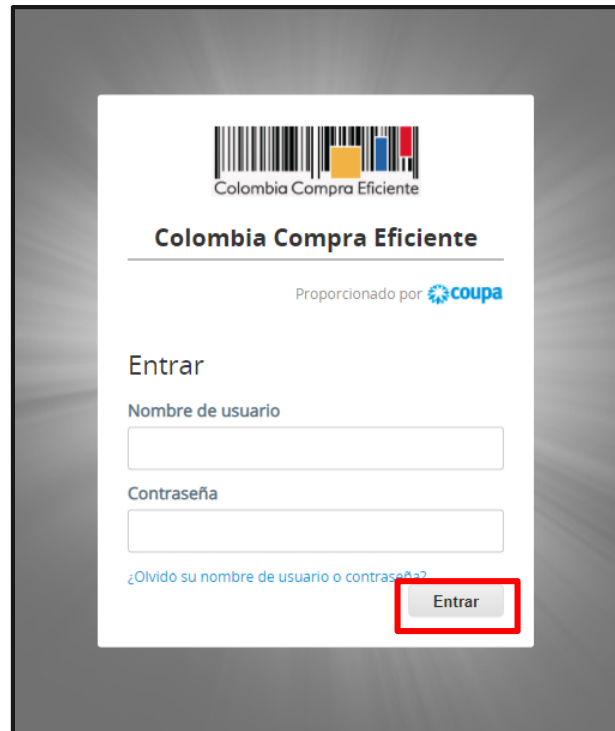 Colombia Compra Eficiente
Colombia Compra Eficiente
Proporcionado por coupa
Entrar
Nombre de usuario
Contraseña
¿Olvido su nombre de usuario o contraseña?
Entrar